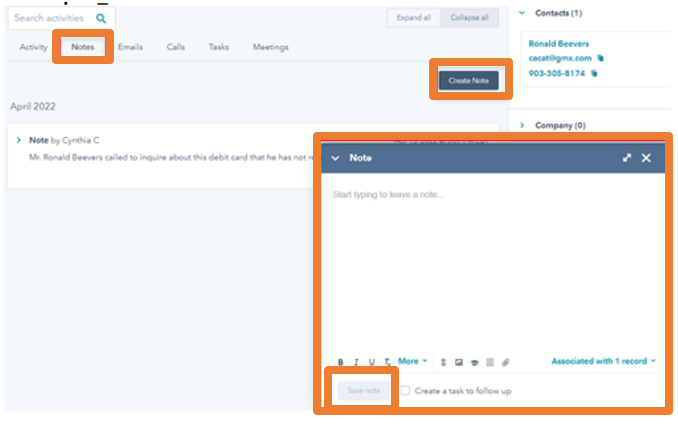 Search activities
Expand all
Collapse all
Activity
Notes
Emails
Calls
Tasks
Meetings
Create Note
April 2022
Note by Cynthia C
Mr. Ronald Beevers called to inquire about this debit card that he has not
Contacts (1)
Ronald Beevers
cacat@gmx.com
903-305-8174
Company (0)
Note
Start typing to leave a note...
B I U T
More
Associated with 1 record
Save note
Create a task to follow up